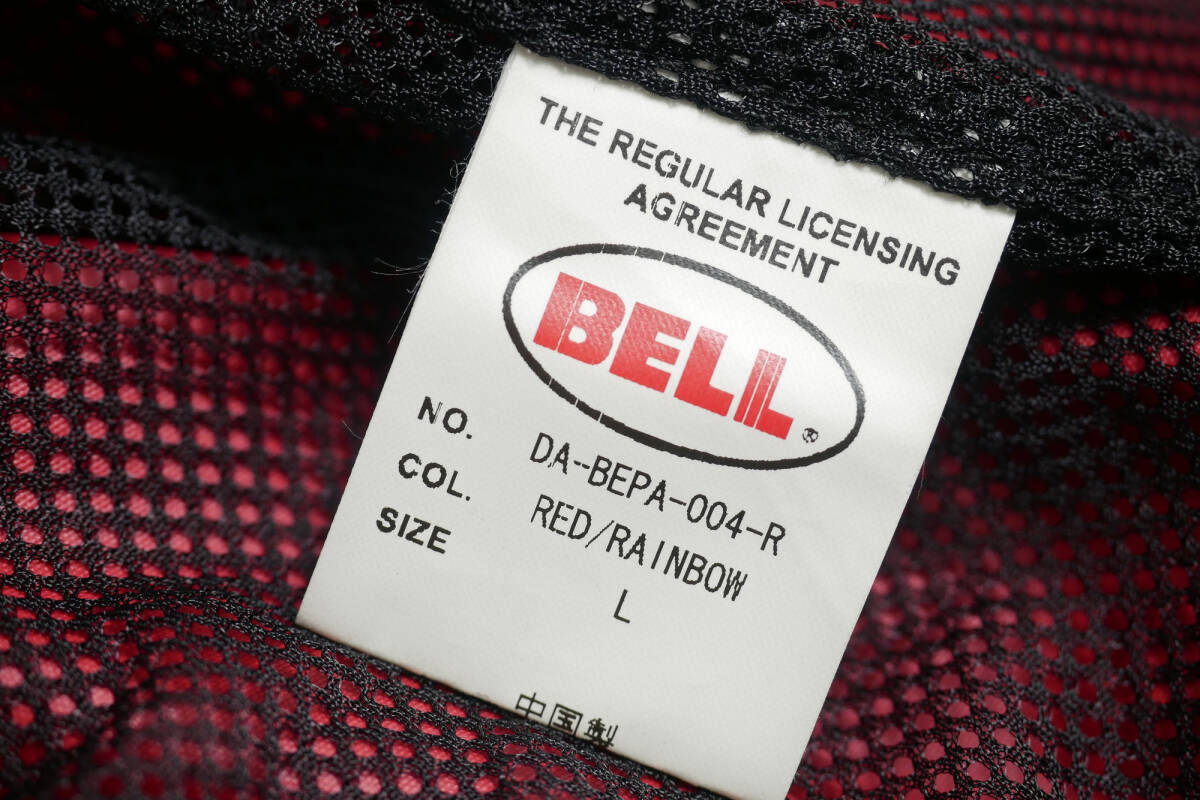 THE REGULAR LICENSING
AGREEMENT
BELL®
NO. DA-BEPA-004-R
COL. RED/RAINBOW
SIZE L
中国製